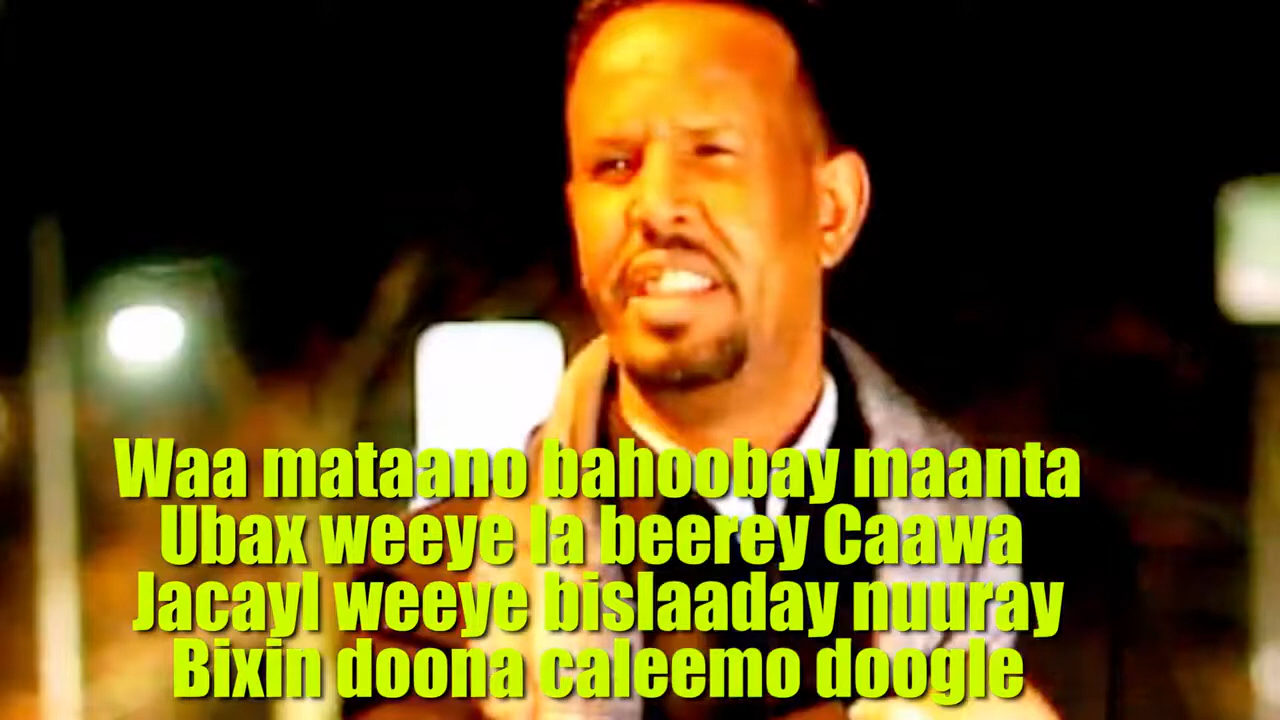 Waa mataano bahoobay maanta
Ubax weeye la beerey Caawa
Jacayl weeye bislaaday nuuray
Bixin doona caleemo doogle